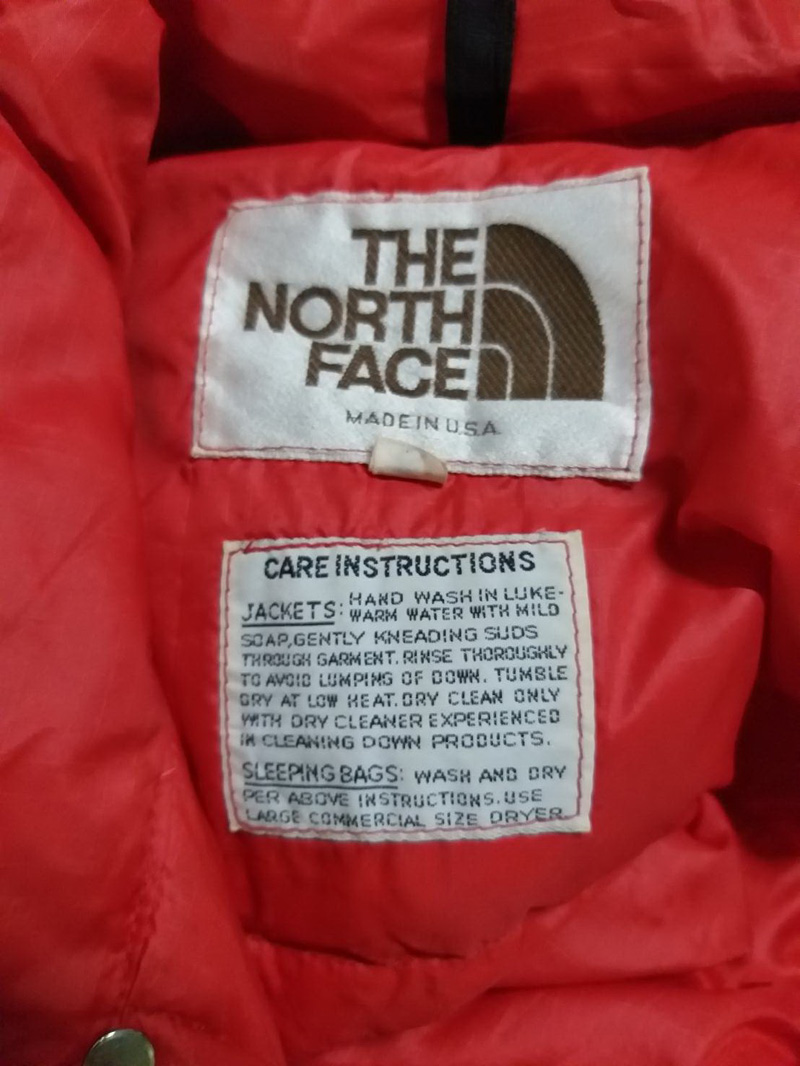 THE
NORTH
FACE
MADE IN U.S.A.
CARE INSTRUCTIONS
JACKETS: HAND WASH IN LUKE-
WARM WATER WITH MILD
SOAP, GENTLY KNEADING SUDS
THROUGH GARMENT. RINSE THOROUGHLY
TO AVOID LUMPING OF DOWN. TUMBLE
DRY AT LOW HEAT. DRY CLEAN ONLY
WITH DRY CLEANER EXPERIENCED
IN CLEANING DOWN PRODUCTS.
SLEEPING BAGS: WASH AND DRY
PER ABOVE INSTRUCTIONS. USE
LARGE COMMERCIAL SIZE DRYER.